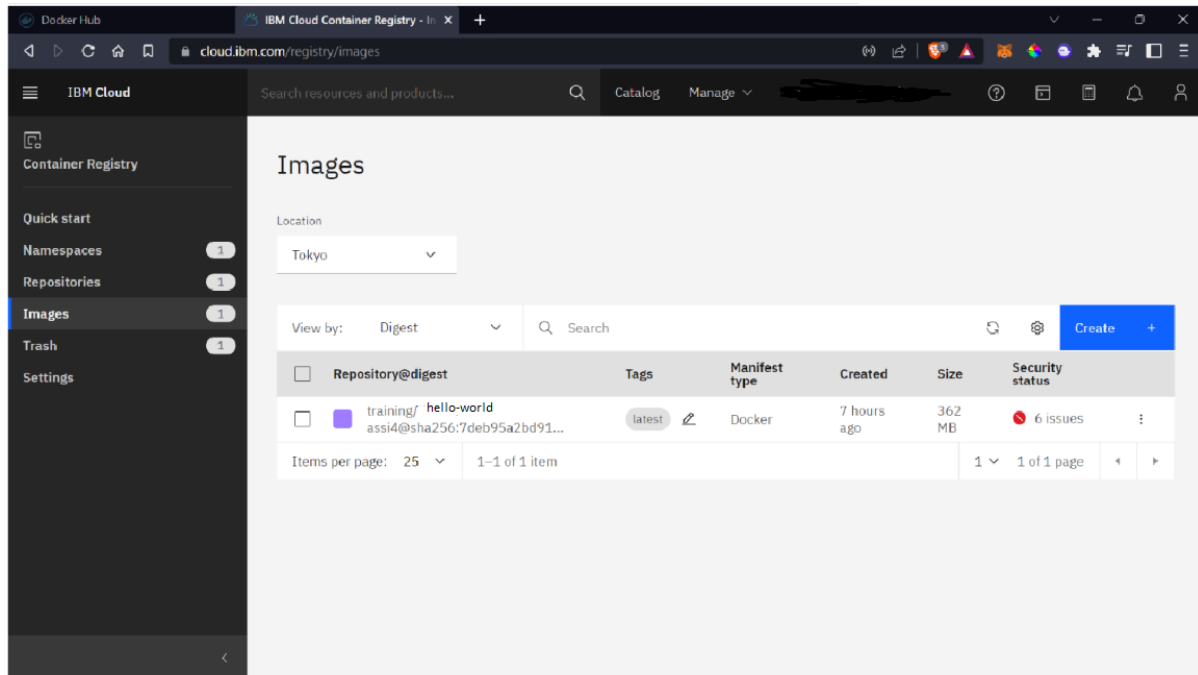 Docker Hub
IBM Cloud Container Registry - In
cloud.ibm.com/registry/images
IBM Cloud
Search resources and products...
Catalog
Manage
Container Registry
Quick start
Namespaces 1
Repositories 1
Images 1
Trash 1
Settings
Images
Location
Tokyo
View by: Digest
Search
Create +
Repository@digest Tags Manifest type Created Size Security status
training/ hello-world
assi4@sha256:7deb95a2bd91...
latest
Docker
7 hours ago
362 MB
6 issues
Items per page: 25
1–1 of 1 item
1
1 of 1 page